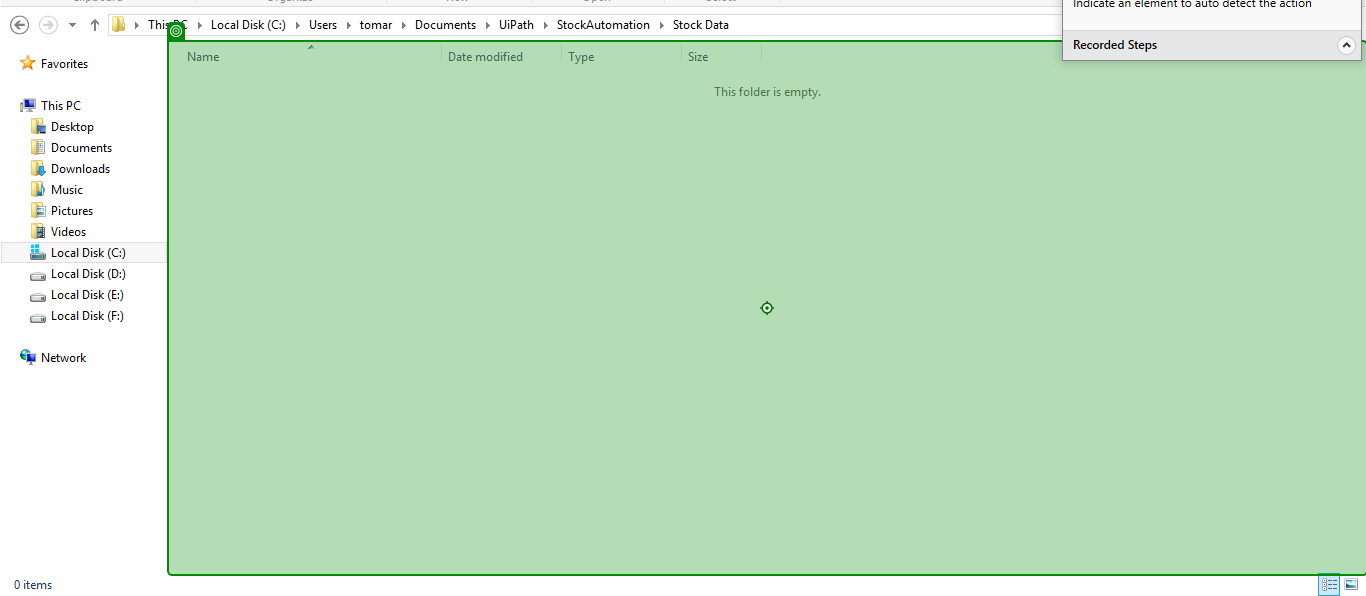 Indicate an element to auto detect the action
This PC Local Disk (C:) Users tomar Documents UiPath StockAutomation Stock Data
Recorded Steps
Name Date modified Type Size
This folder is empty.
Favorites
This PC
Desktop
Documents
Downloads
Music
Pictures
Videos
Local Disk (C:)
Local Disk (D:)
Local Disk (E:)
Local Disk (F:)
Network
0 items